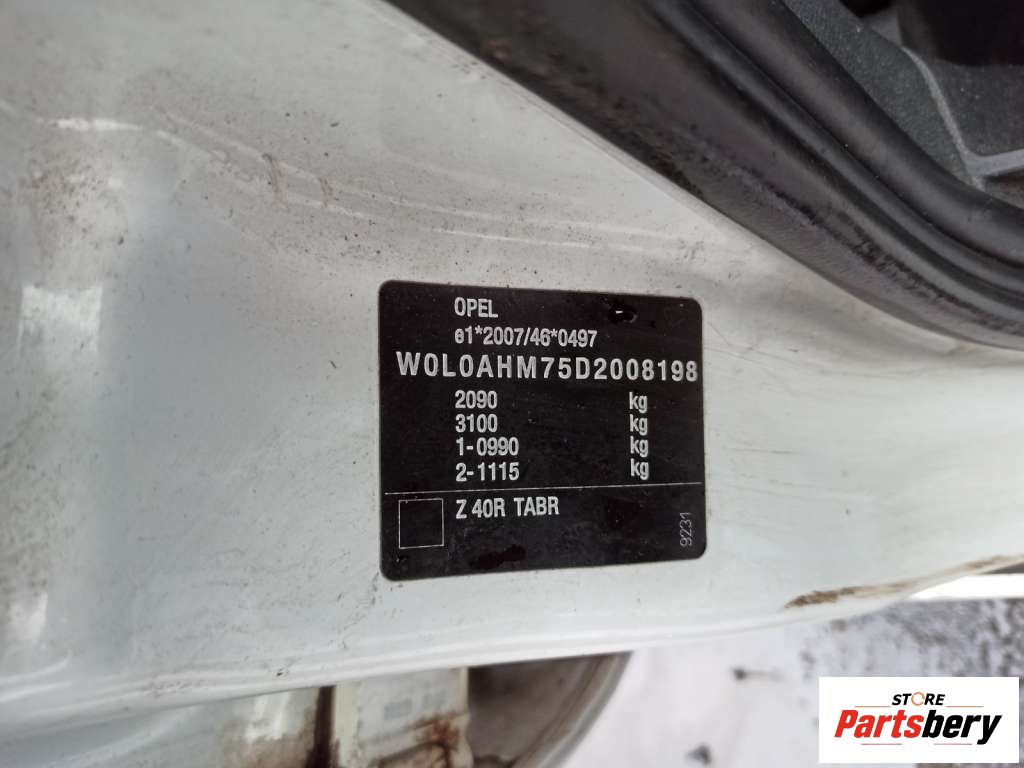 OPEL
e1*2007/46*0497
W0L0AHM75D2008198
2090 kg
3100 kg
1-0990 kg
2-1115 kg
Z 40R TABR
9231
STORE
Partsbery